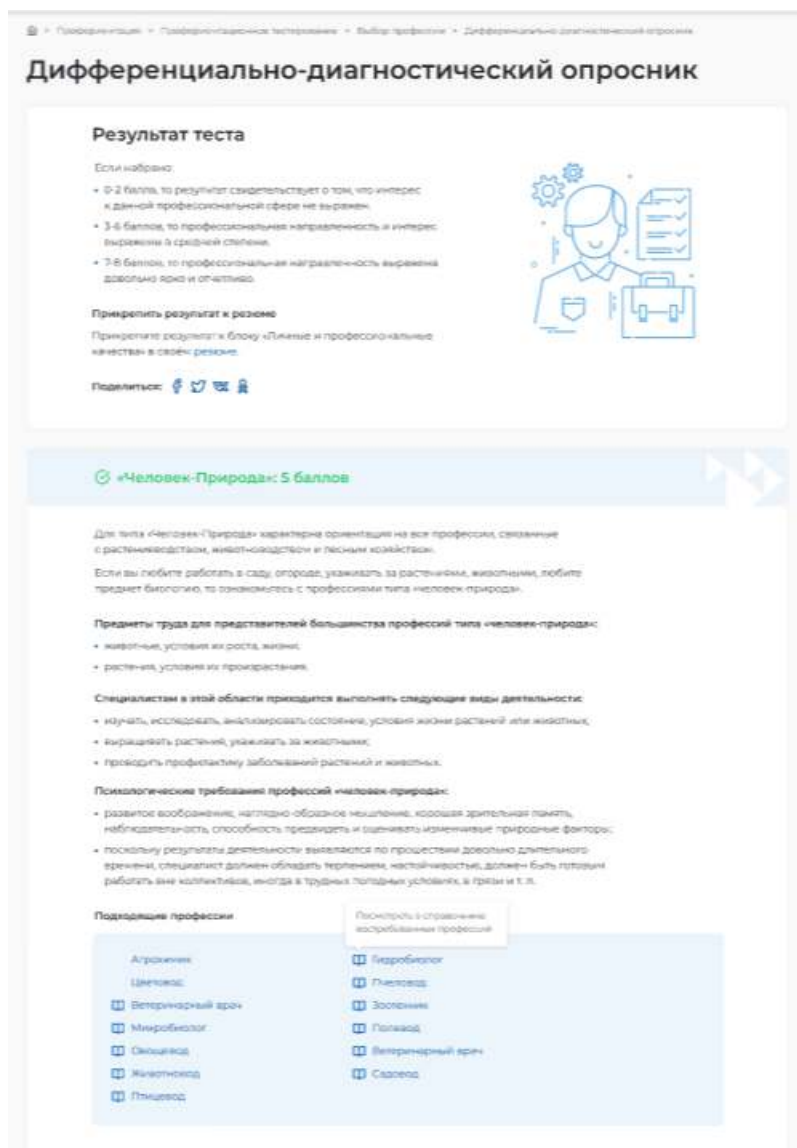 Профориентация • Профориентационное тестирование • Выбор профессии • Дифференциально-диагностический опросник
Дифференциально-диагностический опросник
Результат теста
Если набрано:
• 0-2 балла, то результат свидетельствует о том, что интерес
к данной профессиональной сфере не выражен.
• 3-6 баллов, то профессиональная направленность и интерес
выражены в средней степени.
• 7-8 баллов, то профессиональная направленность выражена
довольно ярко и отчетливо.
Прикрепить результат к резюме
Прикрепите результат к блоку «Личные и профессиональные
качества» в своём резюме.
Поделиться:
«Человек-Природа»: 5 баллов
Для типа «Человек-Природа» характерна ориентация на все профессии, связанные
с растениеводством, животноводством и лесным хозяйством.
Если вы любите работать в саду, огороде, ухаживать за растениями, животными, любите
предмет биологию, то ознакомьтесь с профессиями типа «человек-природа».
Предметы труда для представителей большинства профессий типа «человек-природа»:
• животные, условия их роста, жизни;
• растения, условия их произрастания.
Специалистам в этой области приходится выполнять следующие виды деятельности:
• изучать, исследовать, анализировать состояние, условия жизни растений или животных;
• выращивать растения, ухаживать за животными;
• проводить профилактику заболеваний растений и животных.
Психологические требования профессий «человек-природа»:
• развитое воображение, наглядно-образное мышление, хорошая зрительная память,
наблюдательность, способность предвидеть и оценивать изменчивые природные факторы;
• поскольку результаты деятельности выявляются по прошествии довольно длительного
времени, специалист должен обладать терпением, настойчивостью, должен быть готовым
работать вне коллективов, иногда в трудных погодных условиях, в грязи и т. п.
Подходящие профессии
Посмотреть в справочнике
востребованных профессий
Агрохимик
Цветовод
Ветеринарный врач
Микробиолог
Овощевод
Животновод
Птицевод
Гидробиолог
Пчеловод
Зоотехник
Полевод
Ветеринарный врач
Садовод